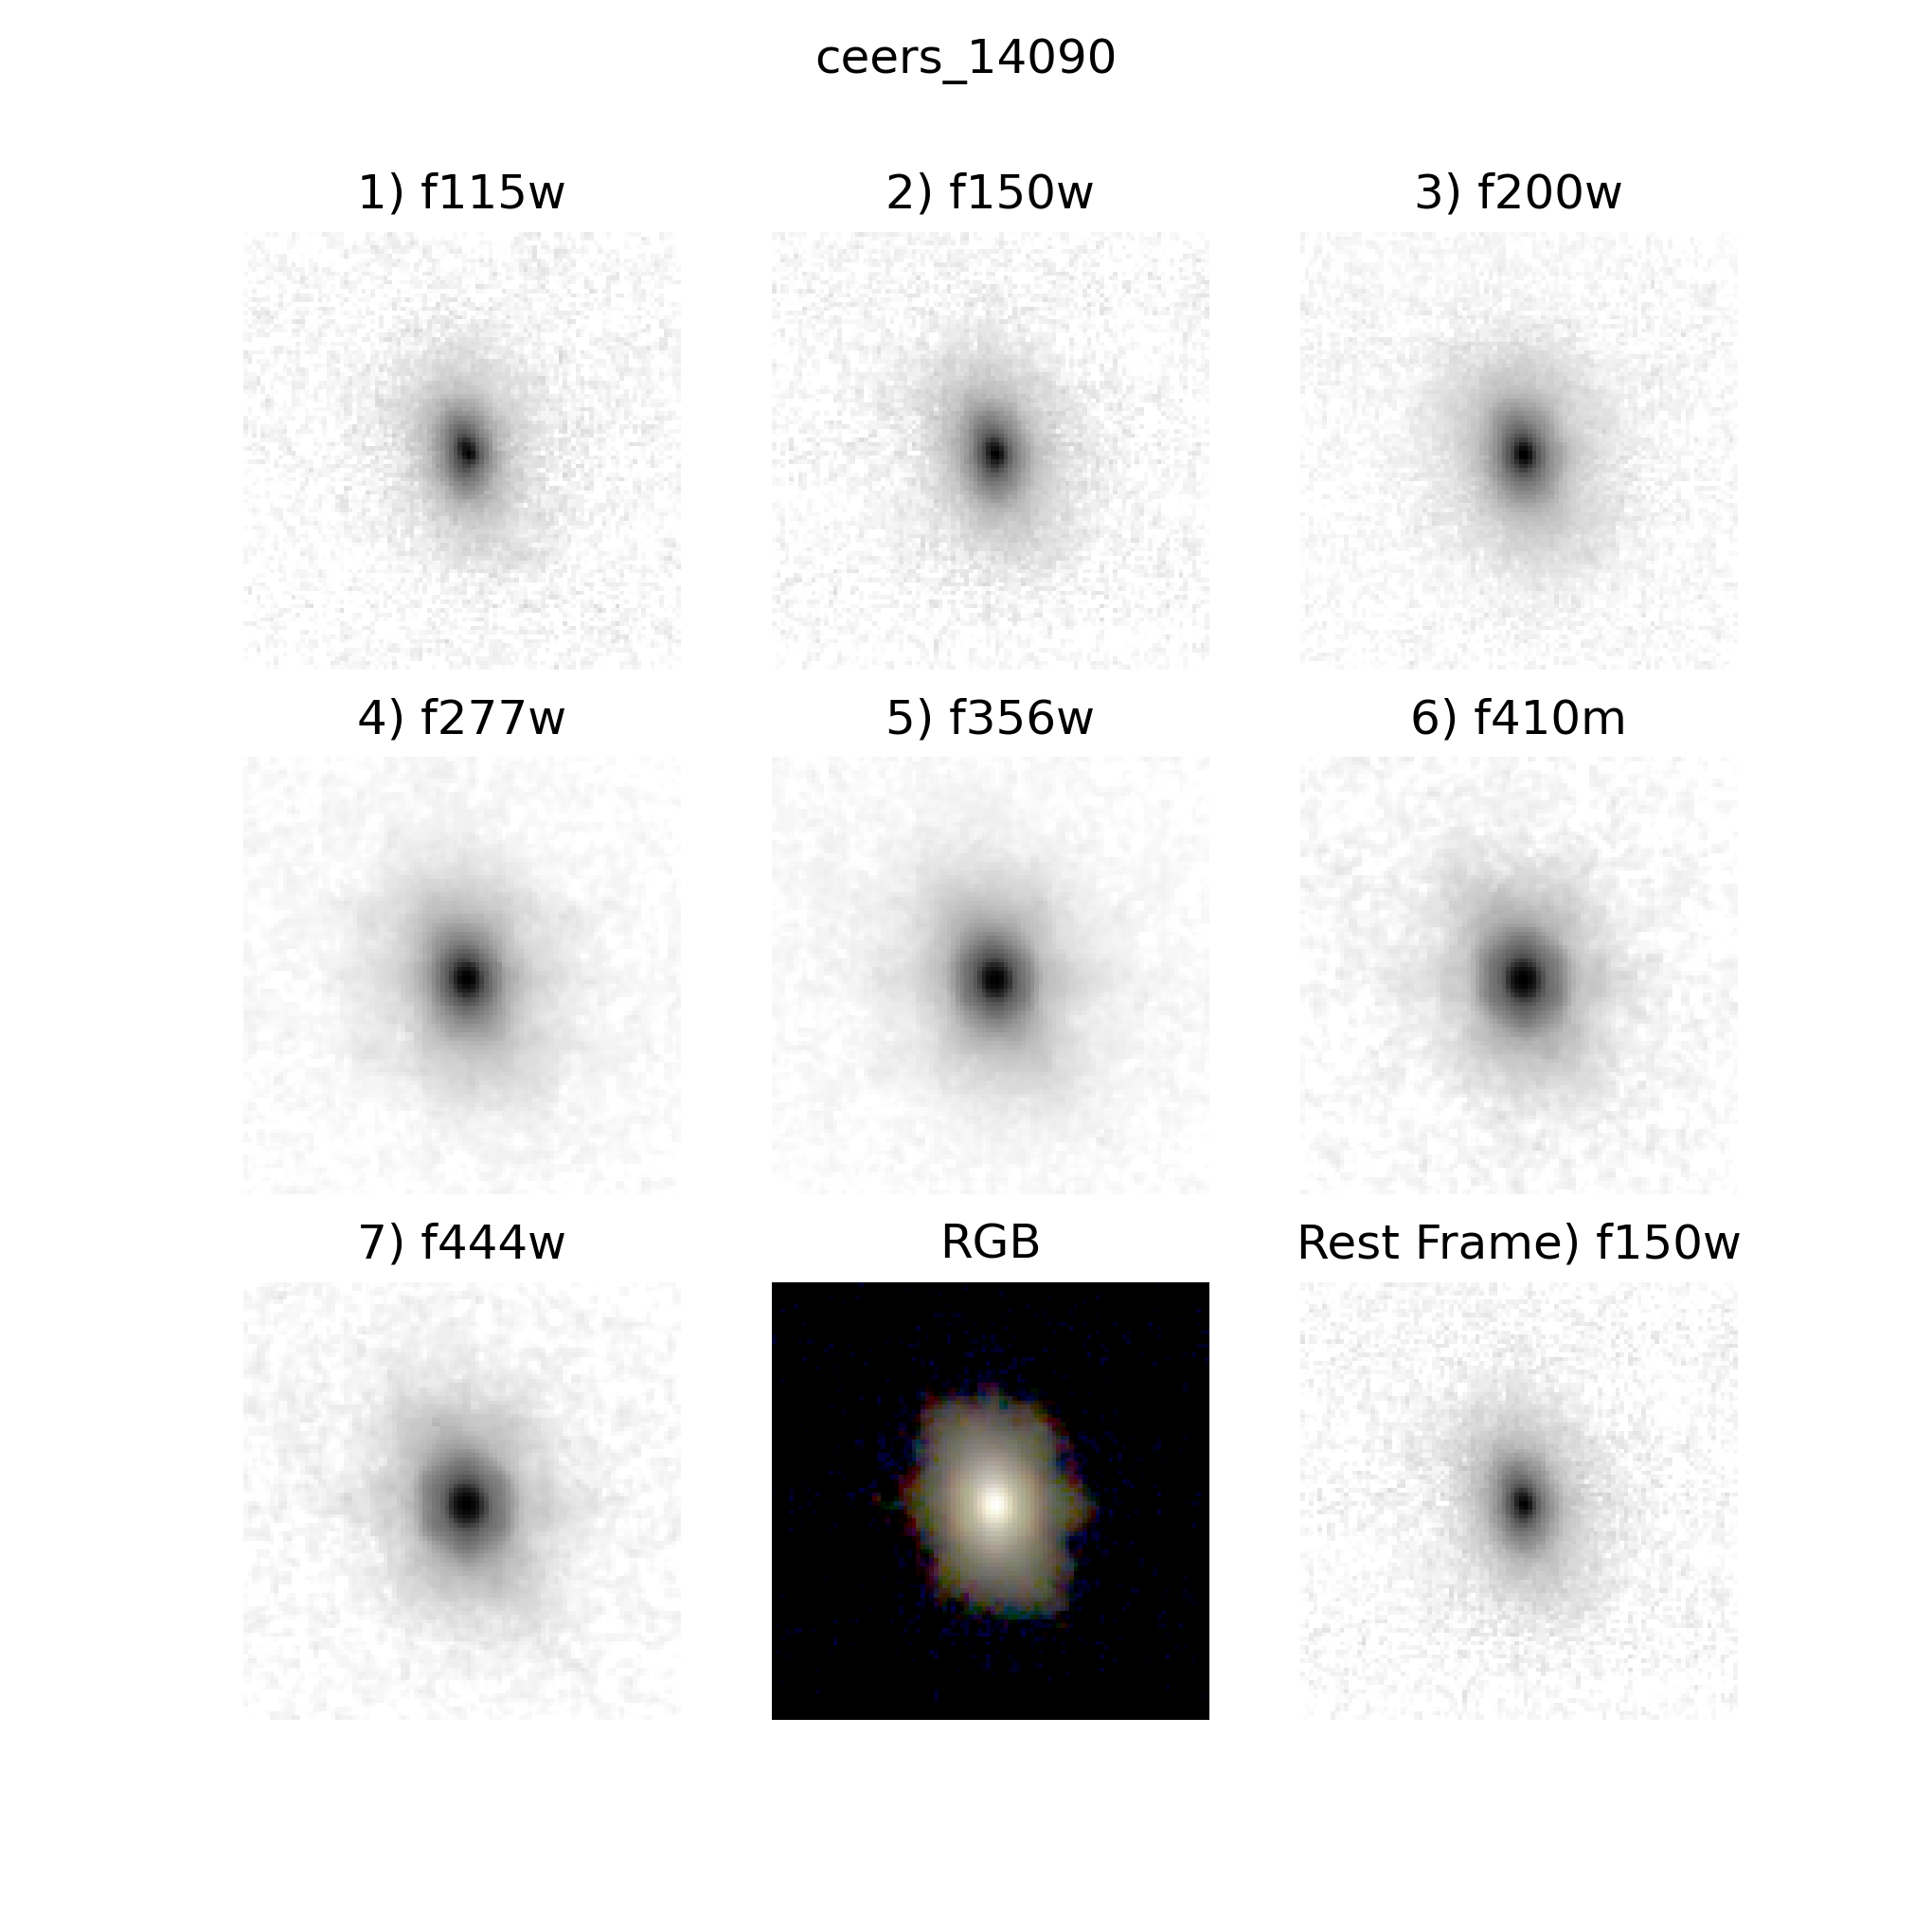 ceers_14090
1) f115w
2) f150w
3) f200w
4) f277w
5) f356w
6) f410m
7) f444w
RGB
Rest Frame) f150w